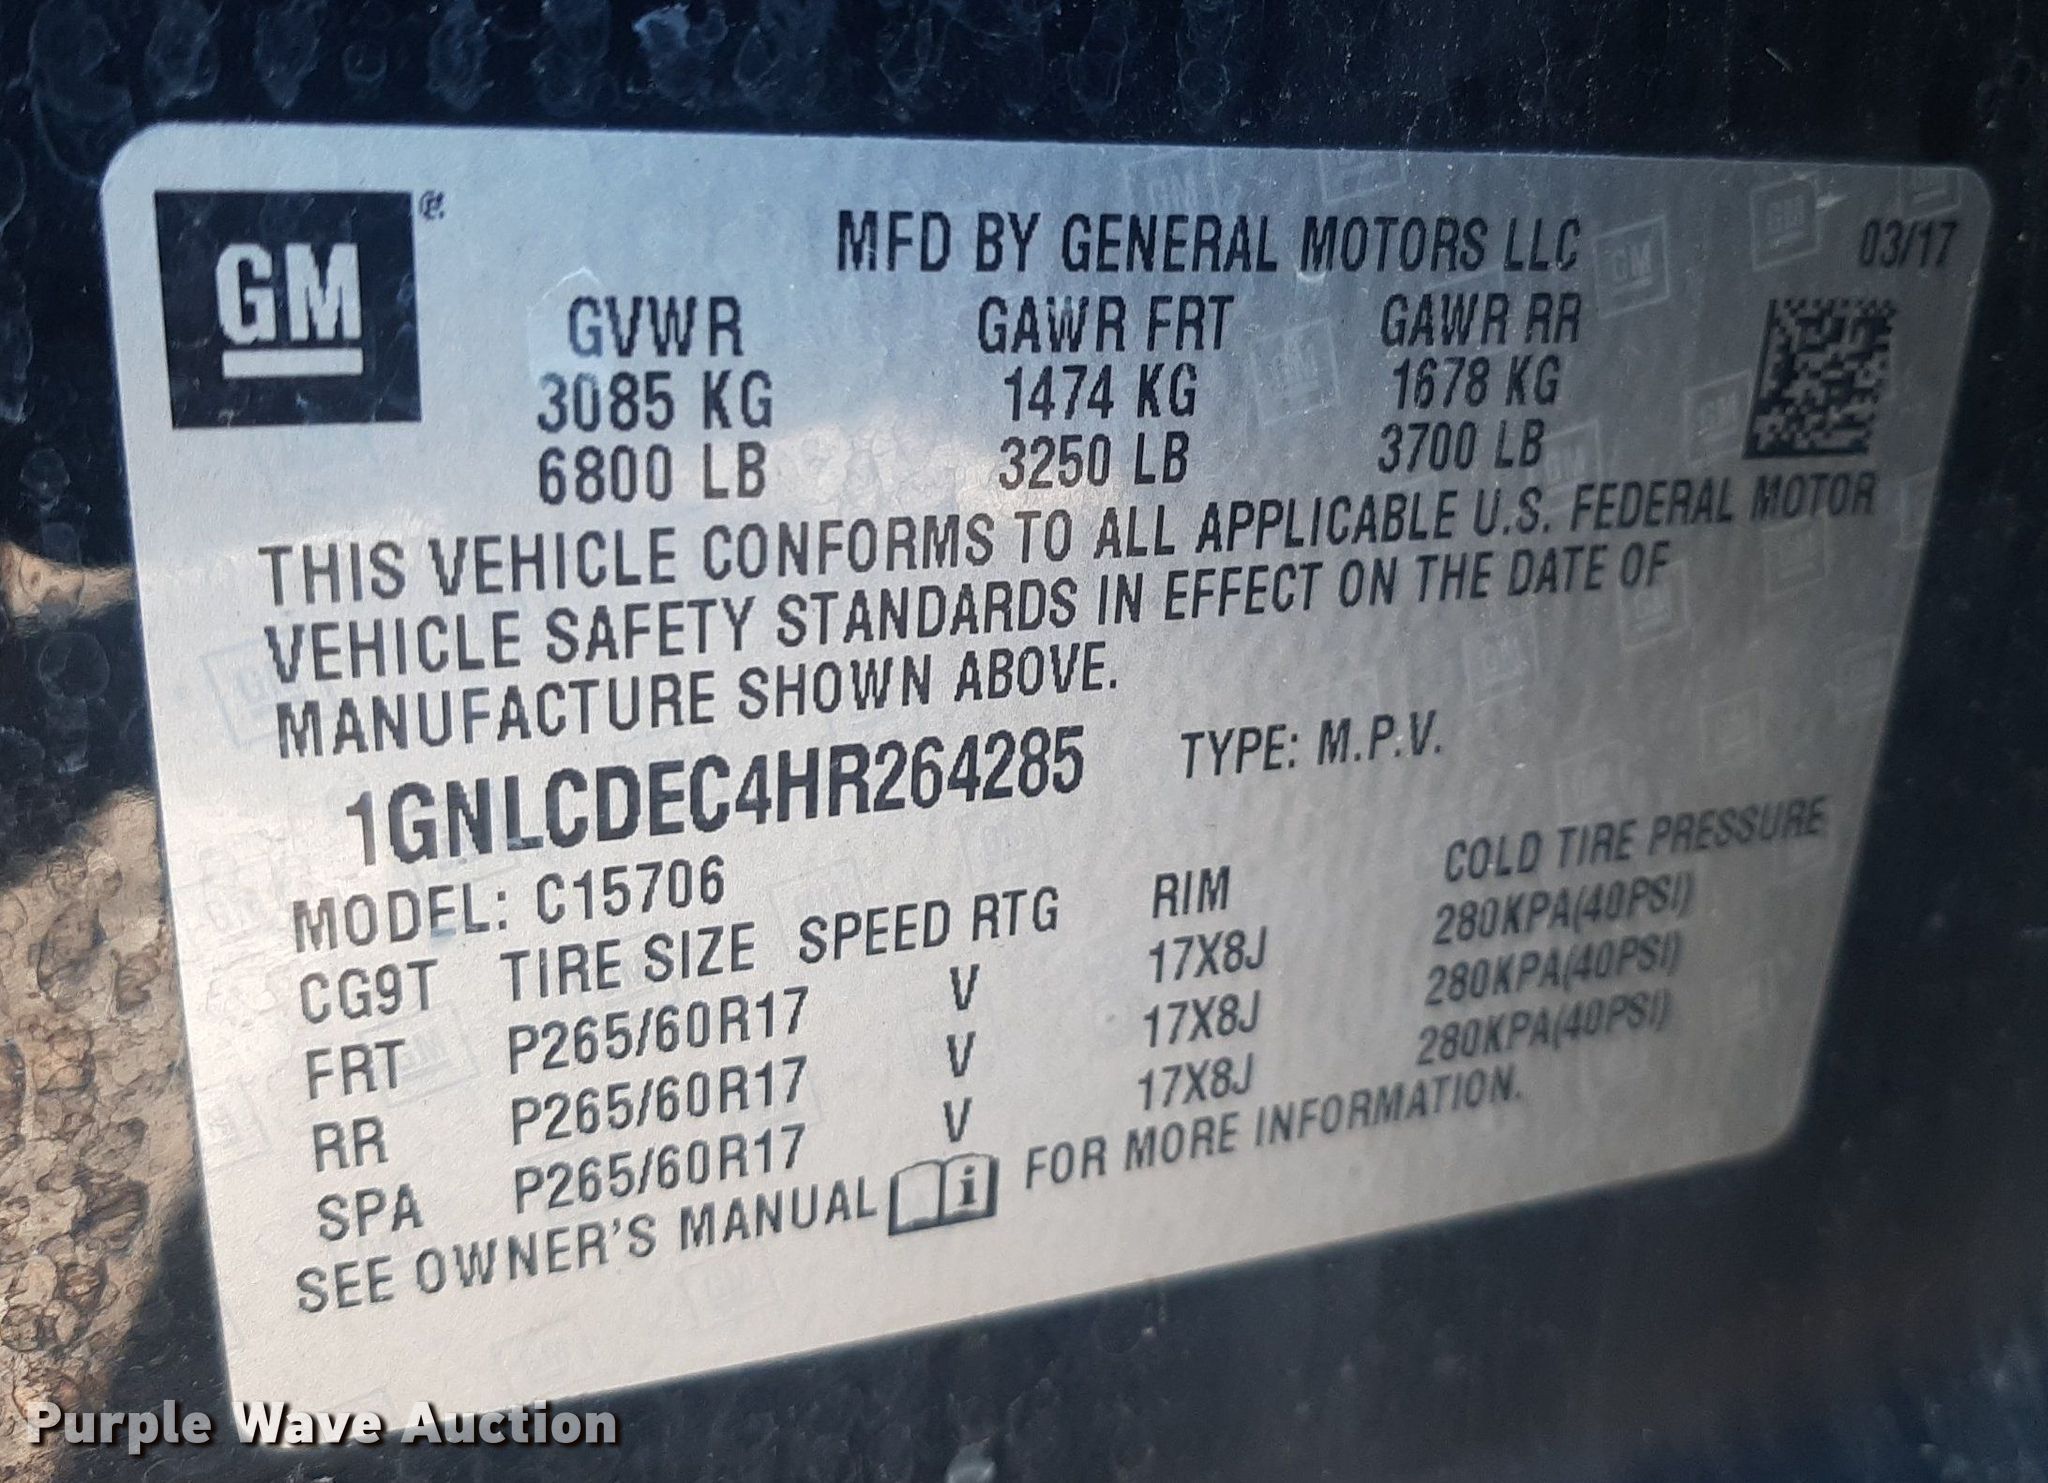 GM
MFD BY GENERAL MOTORS LLC 03/17
GVWR GAWR FRT GAWR RR
3085 KG 1474 KG 1678 KG
6800 LB 3250 LB 3700 LB
THIS VEHICLE CONFORMS TO ALL APPLICABLE U.S. FEDERAL MOTOR
VEHICLE SAFETY STANDARDS IN EFFECT ON THE DATE OF
MANUFACTURE SHOWN ABOVE.
1GNLCDEC4HR264285 TYPE: M.P.V.
MODEL: C15706
CG9T TIRE SIZE SPEED RTG RIM COLD TIRE PRESSURE
FRT P265/60R17 V 17X8J 280KPA(40PSI)
RR P265/60R17 V 17X8J 280KPA(40PSI)
SPA P265/60R17 V 17X8J 280KPA(40PSI)
SEE OWNER'S MANUAL i FOR MORE INFORMATION.
Purple Wave Auction